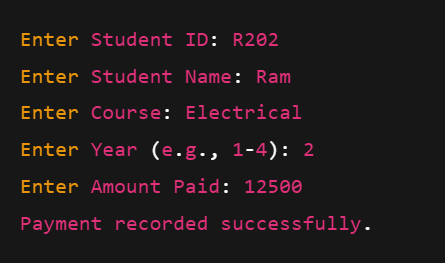 Enter Student ID: R202
Enter Student Name: Ram
Enter Course: Electrical
Enter Year (e.g., 1-4): 2
Enter Amount Paid: 12500
Payment recorded successfully.